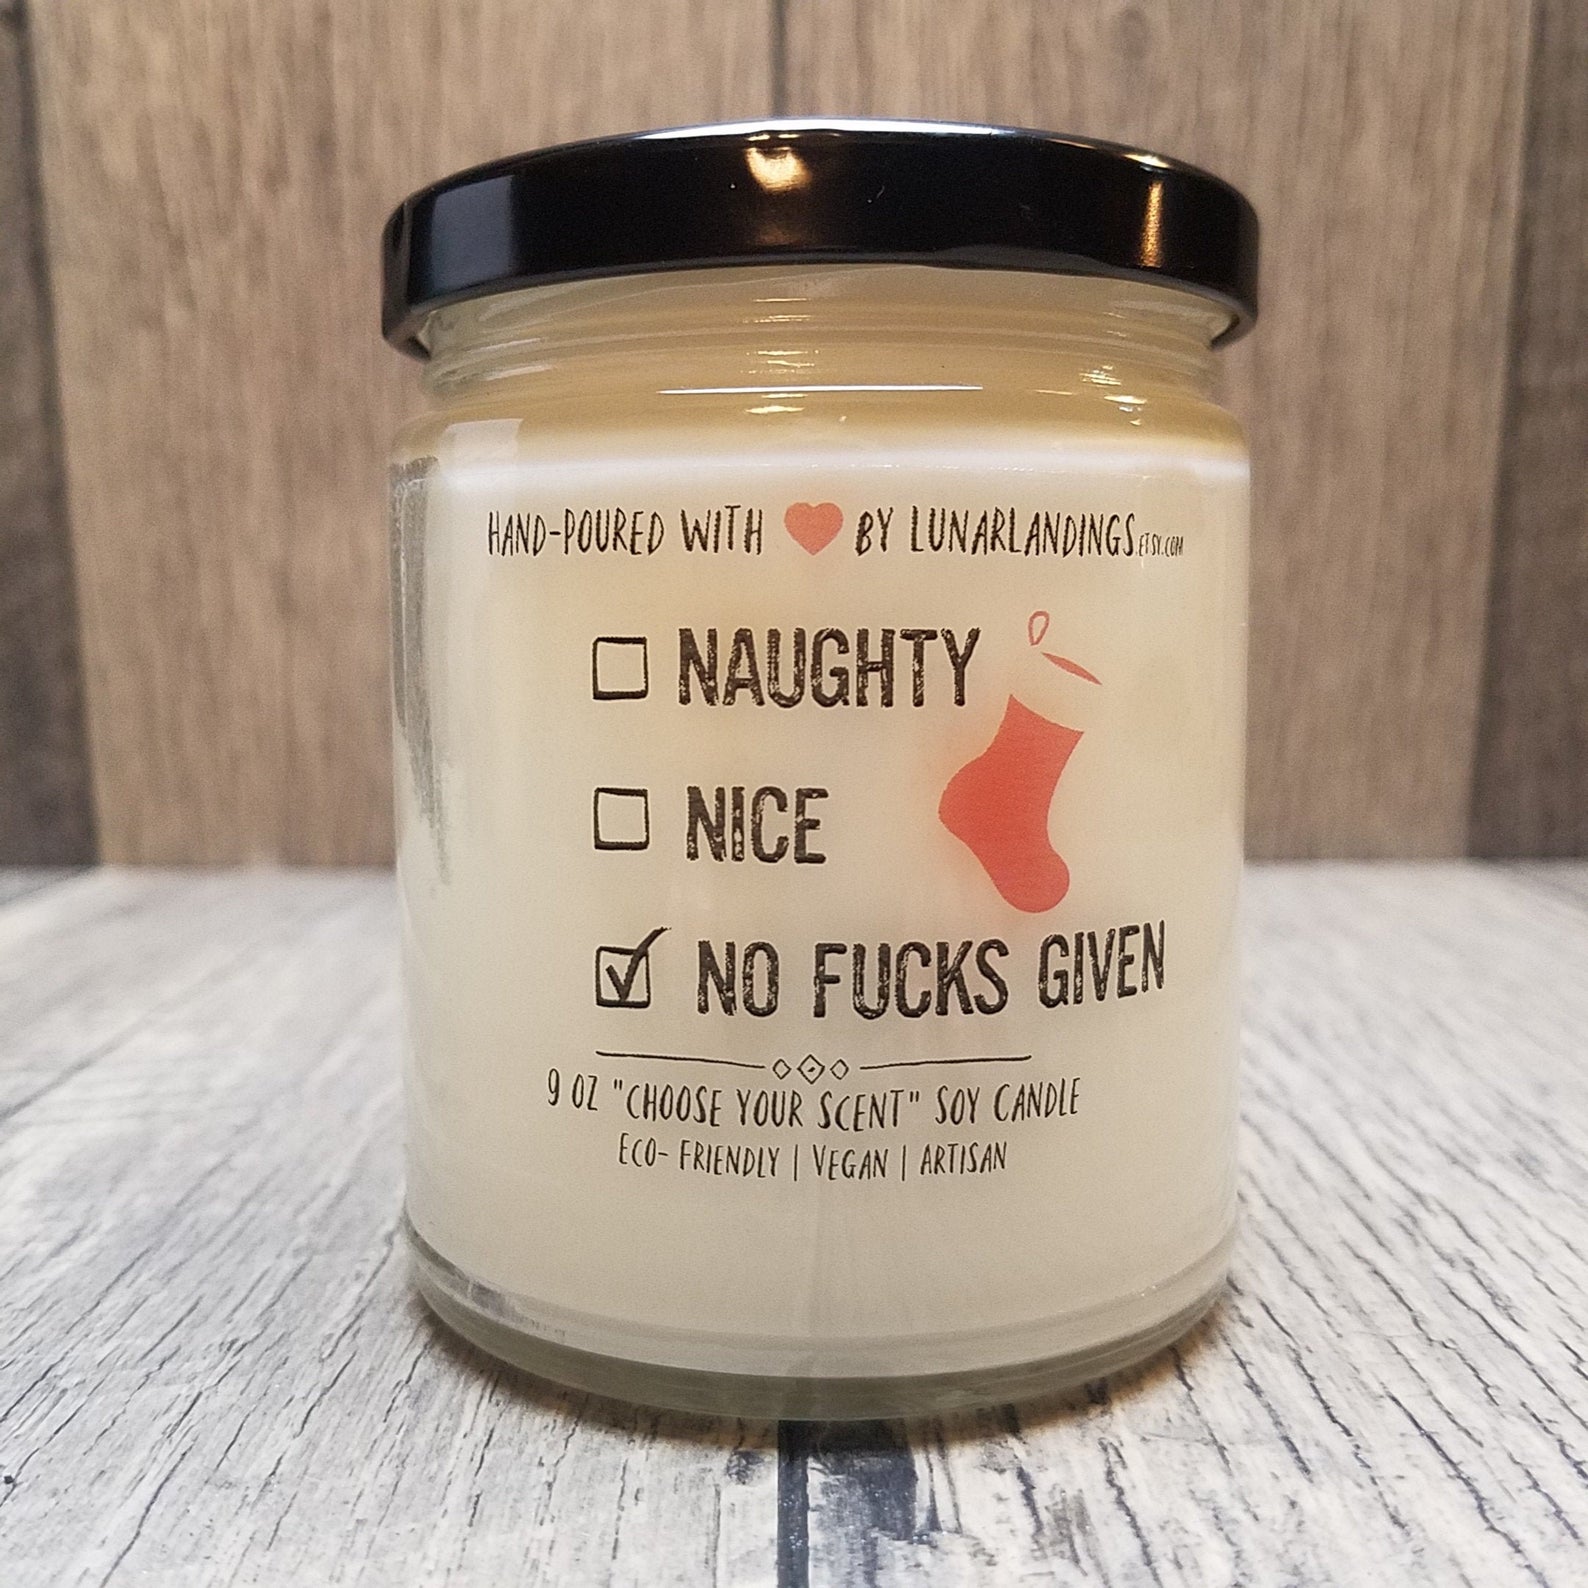 HAND-POURED WITH BY LUNARLANDINGS.ETSY.COM
NAUGHTY
NICE
NO FUCKS GIVEN
9 OZ "CHOOSE YOUR SCENT" SOY CANDLE
ECO- FRIENDLY | VEGAN | ARTISAN